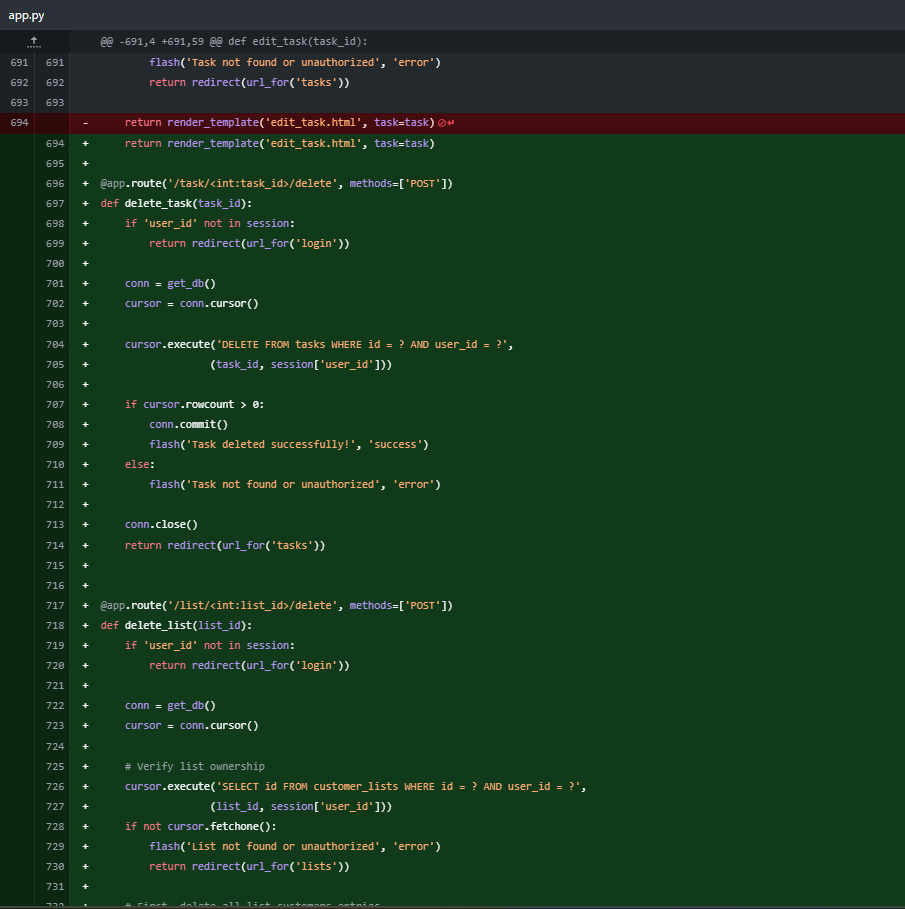 app.py
@@ -691,4 +691,59 @@ def edit_task(task_id):
691 691         flash('Task not found or unauthorized', 'error')
692 692         return redirect(url_for('tasks'))
693 693
694 -     return render_template('edit_task.html', task=task)
694 +     return render_template('edit_task.html', task=task)
695 +
696 + @app.route('/task/<int:task_id>/delete', methods=['POST'])
697 + def delete_task(task_id):
698 +     if 'user_id' not in session:
699 +         return redirect(url_for('login'))
700 +
701 +     conn = get_db()
702 +     cursor = conn.cursor()
703 +
704 +     cursor.execute('DELETE FROM tasks WHERE id = ? AND user_id = ?',
705 +                   (task_id, session['user_id']))
706 +
707 +     if cursor.rowcount > 0:
708 +         conn.commit()
709 +         flash('Task deleted successfully!', 'success')
710 +     else:
711 +         flash('Task not found or unauthorized', 'error')
712 +
713 +     conn.close()
714 +     return redirect(url_for('tasks'))
715 +
716 +
717 + @app.route('/list/<int:list_id>/delete', methods=['POST'])
718 + def delete_list(list_id):
719 +     if 'user_id' not in session:
720 +         return redirect(url_for('login'))
721 +
722 +     conn = get_db()
723 +     cursor = conn.cursor()
724 +
725 +     # Verify list ownership
726 +     cursor.execute('SELECT id FROM customer_lists WHERE id = ? AND user_id = ?',
727 +                   (list_id, session['user_id']))
728 +     if not cursor.fetchone():
729 +         flash('List not found or unauthorized', 'error')
730 +         return redirect(url_for('lists'))
731 +
732 +     # First, delete all list_customers entries